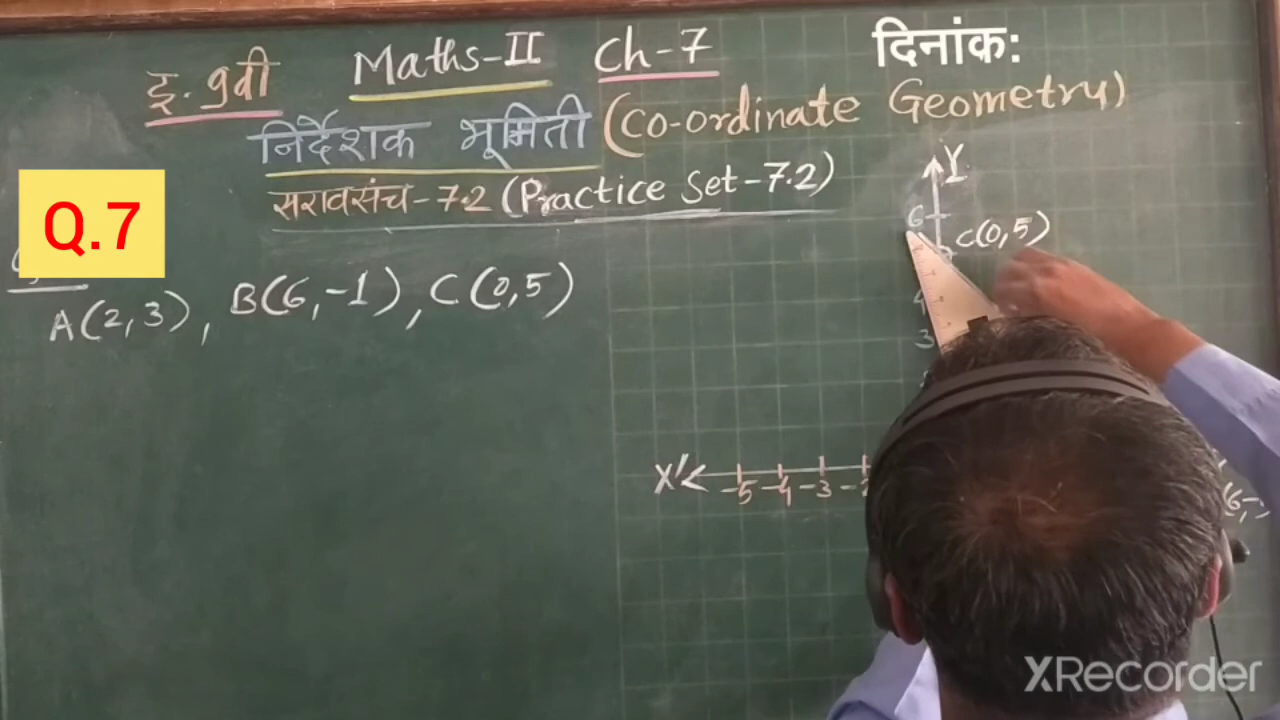 दिनांक:
इ. 9वी Maths-II Ch-7
निर्देशक भूमिती (Co-ordinate Geometry)
सरावसंच-7.2 (Practice Set-7.2)
Q.7
A(2,3), B(6,-1), C(0,5)
Y
6
C(0,5)
4
3
X' -5 -4 -3
XRecorder